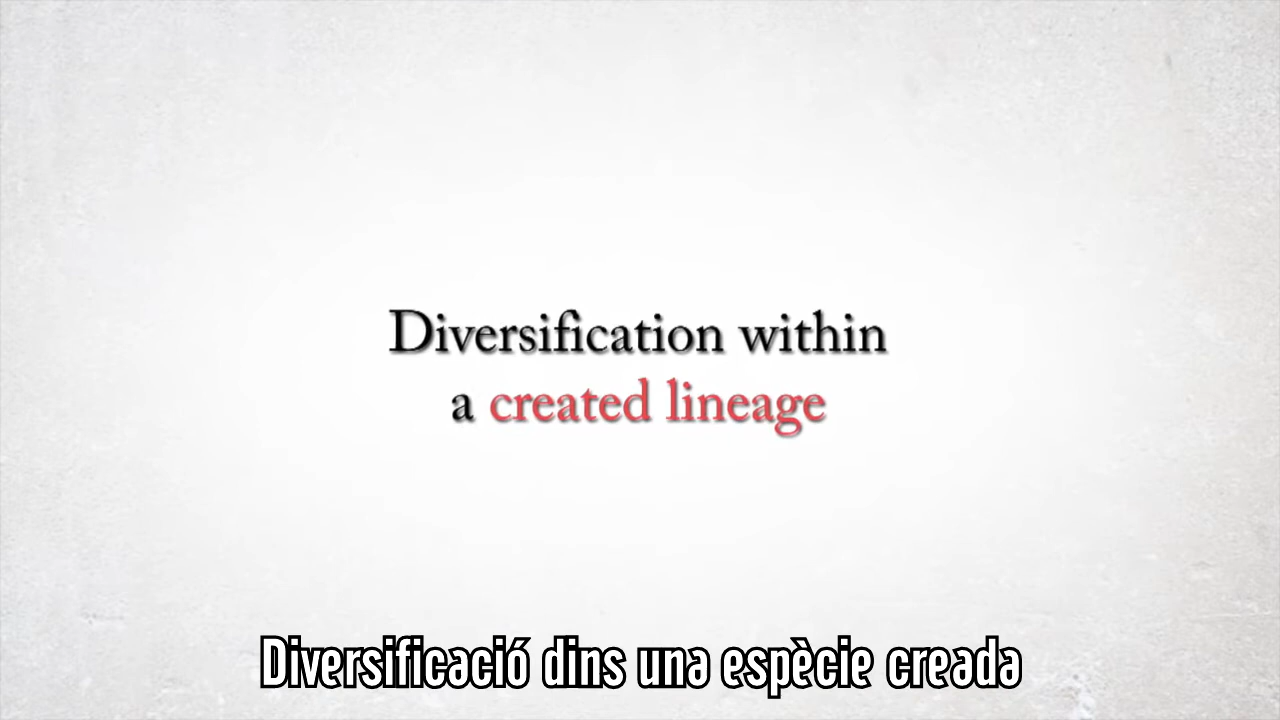 Diversification within
a created lineage
Diversificació dins una espècie creada